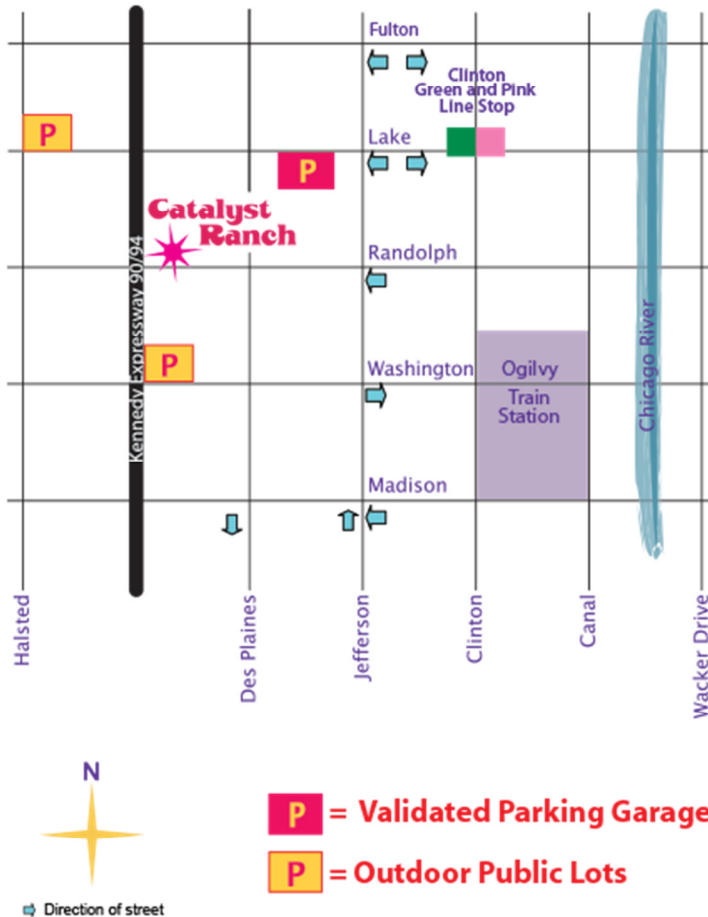 Fulton
Clinton
Green and Pink
Line Stop
P
Lake
P
Catalyst
Ranch
Kennedy Expressway 90/94
Randolph
P
Washington
Ogilvy
Train
Station
Chicago River
Madison
Halsted
Des Plaines
Jefferson
Clinton
Canal
Wacker Drive
N
P = Validated Parking Garage
P = Outdoor Public Lots
Direction of street